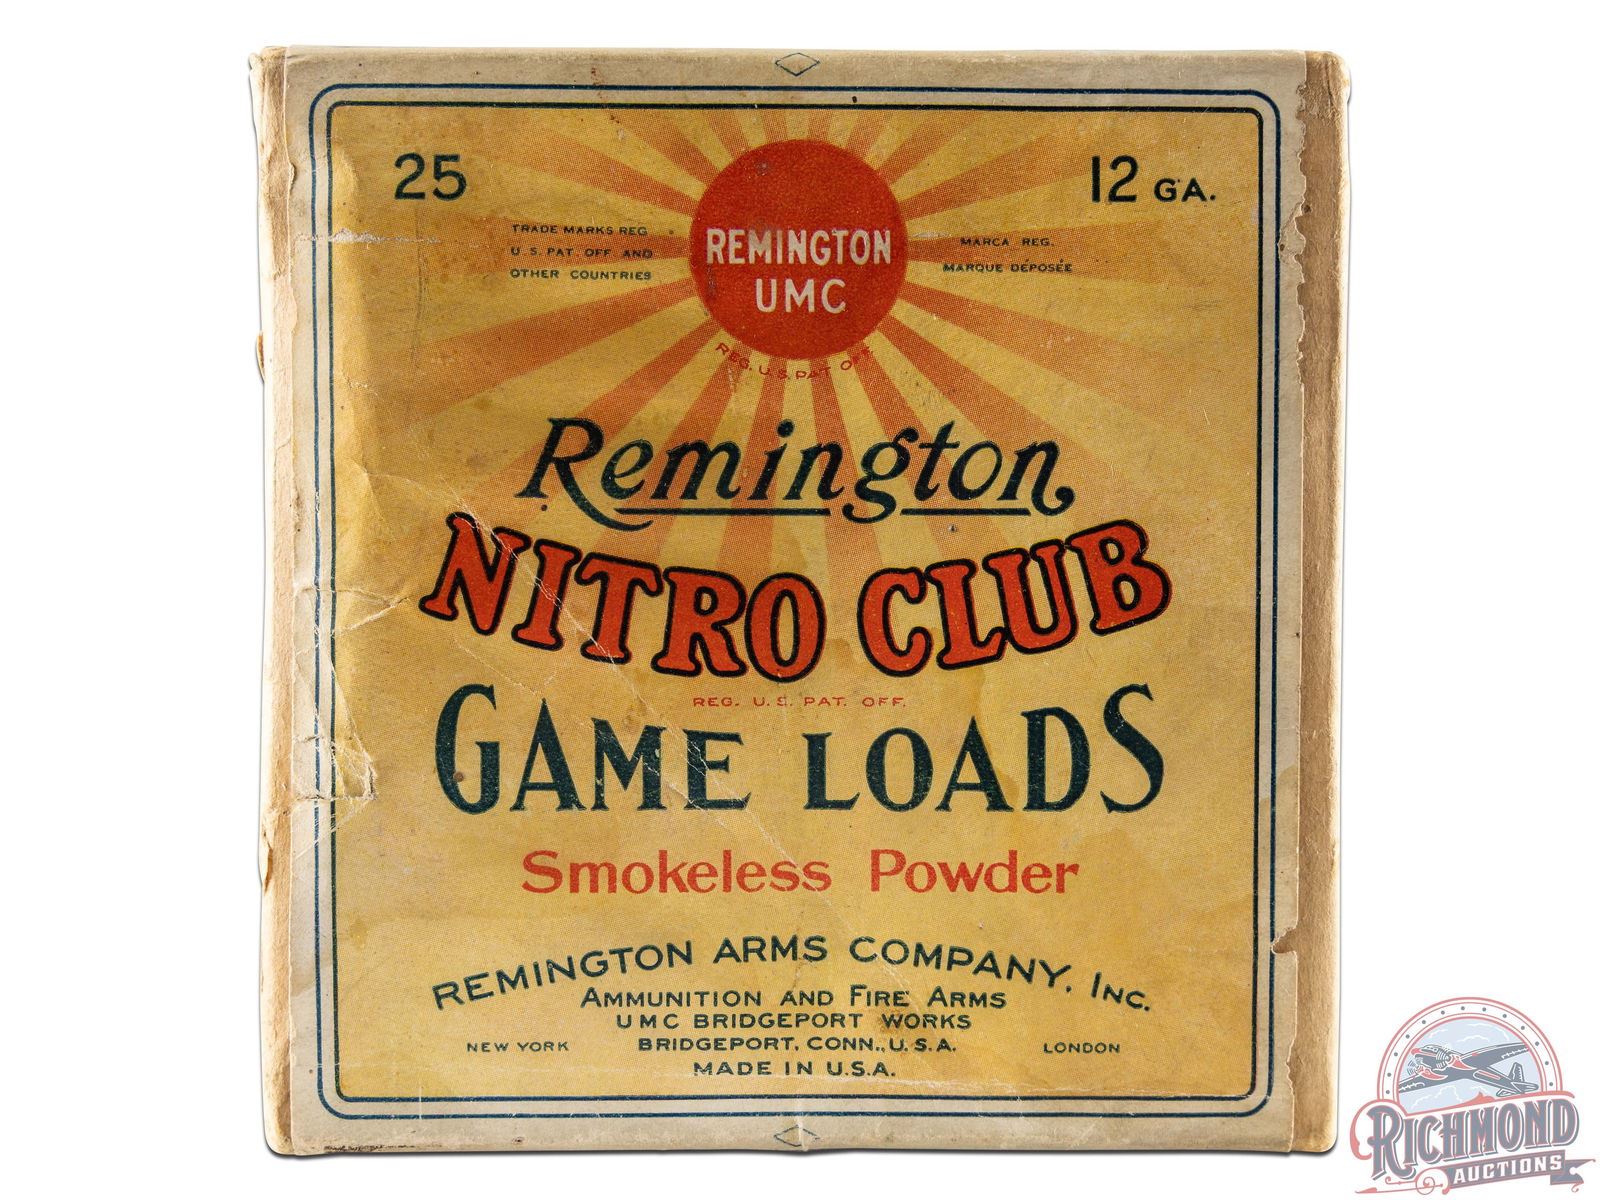 25
12 GA.
TRADE MARKS REG
U.S. PAT. OFF AND
OTHER COUNTRIES
REMINGTON
UMC
MARCA REG.
MARQUE DÉPOSÉE
REG. U.S. PAT OFF.
Remington
NITRO CLUB
REG. U.S. PAT. OFF.
GAME LOADS
Smokeless Powder
REMINGTON ARMS COMPANY, INC.
AMMUNITION AND FIRE ARMS
UMC BRIDGEPORT WORKS
NEW YORK BRIDGEPORT, CONN., U.S.A. LONDON
MADE IN U.S.A.
RICHMOND
AUCTIONS